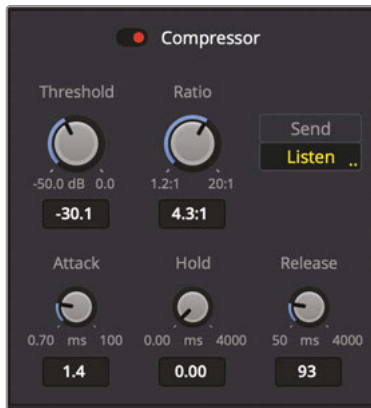 Compressor
Threshold Ratio
Send
Listen ..
-50.0 dB 0.0 1.2:1 20:1
-30.1 4.3:1
Attack Hold Release
0.70 ms 100 0.00 ms 4000 50 ms 4000
1.4 0.00 93